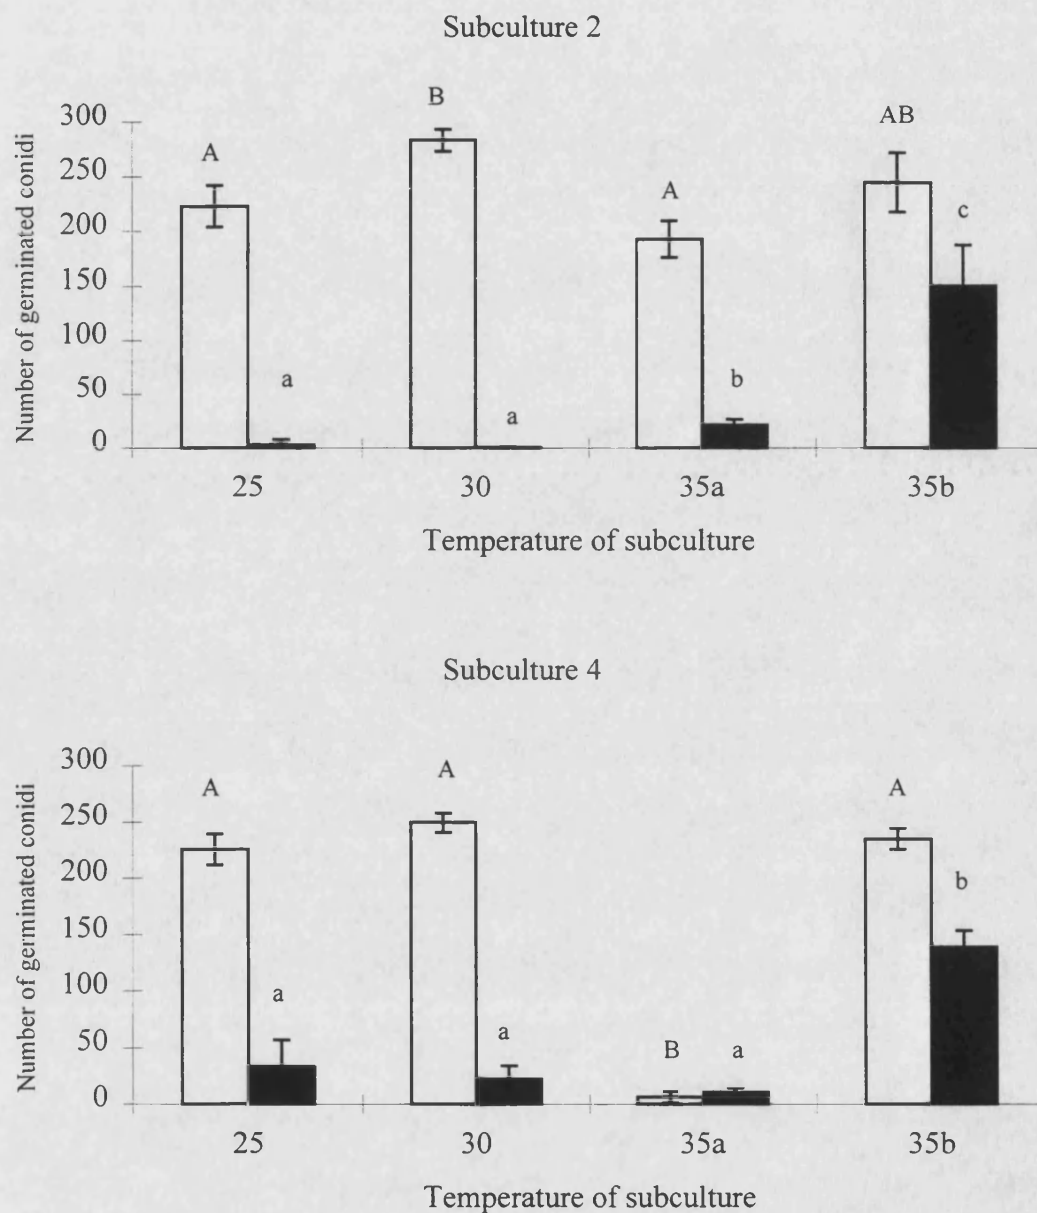 Subculture 2
Number of germinated conidi
300
250
200
150
100
50
0
A
a
B
a
A
b
AB
c
25 30 35a 35b
Temperature of subculture
Subculture 4
Number of germinated conidi
300
250
200
150
100
50
0
A
a
A
a
B
a
A
b
25 30 35a 35b
Temperature of subculture